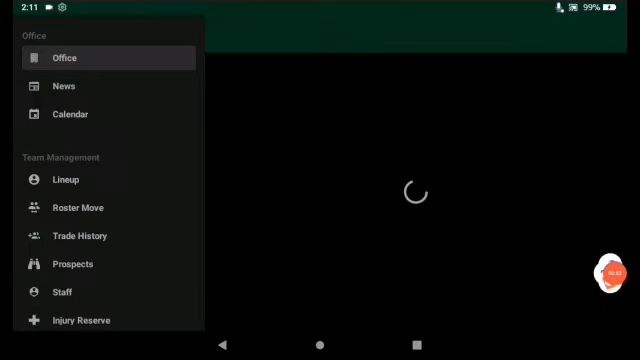 2:11
99%
Office
Office
News
Calendar
Team Management
Lineup
Roster Move
Trade History
Prospects
Staff
Injury Reserve